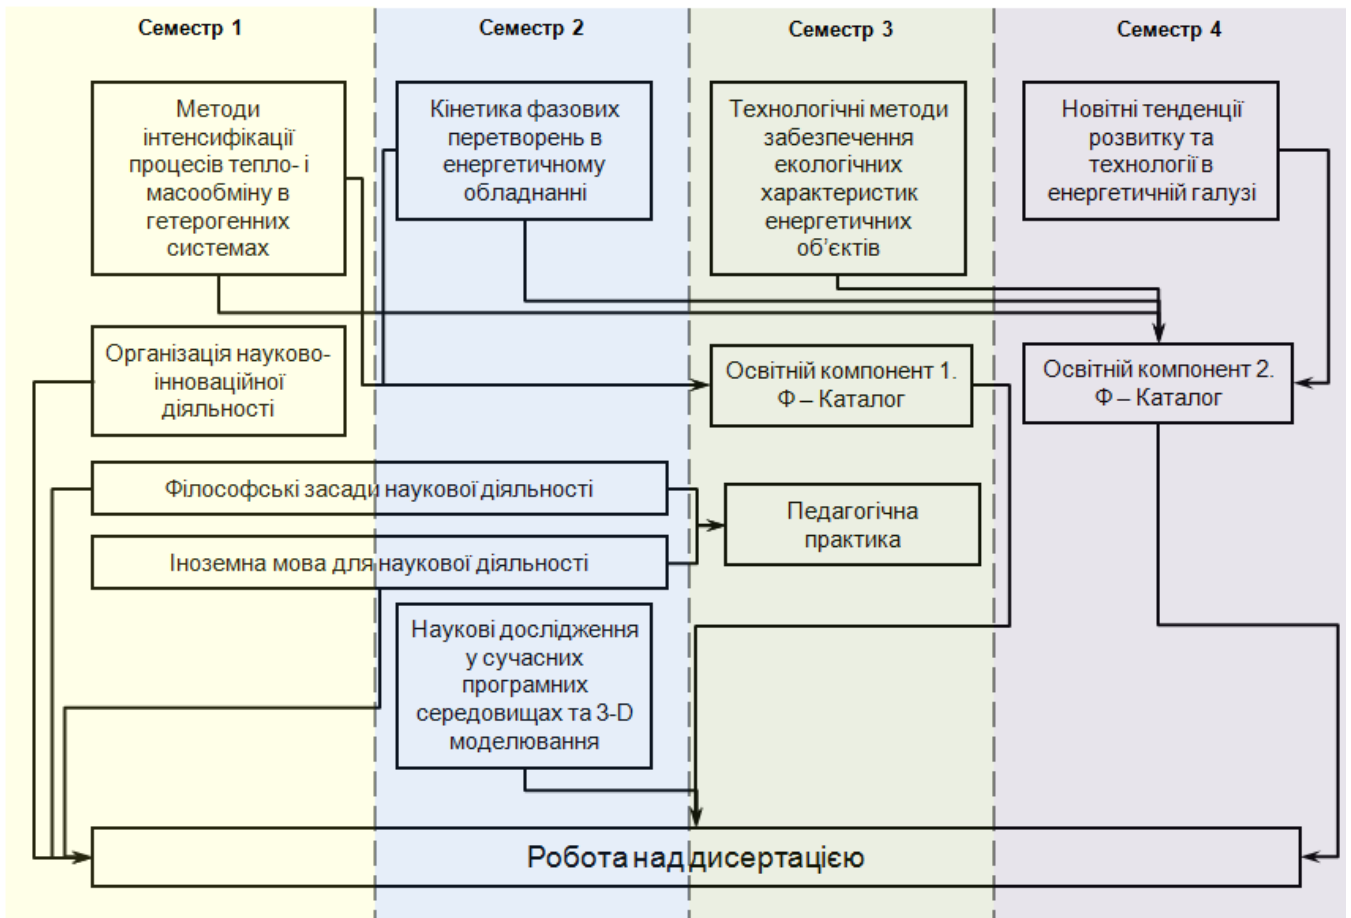 Семестр 1
Семестр 2
Семестр 3
Семестр 4
Методи
інтенсифікації
процесів тепло- і
масообміну в
гетерогенних
системах
Кінетика фазових
перетворень в
енергетичному
обладнанні
Технологічні методи
забезпечення
екологічних
характеристик
енергетичних
об’єктів
Новітні тенденції
розвитку та
технології в
енергетичній галузі
Організація науково-
інноваційної
діяльності
Освітній компонент 1.
Ф – Каталог
Освітній компонент 2.
Ф – Каталог
Філософські засади наукової діяльності
Іноземна мова для наукової діяльності
Педагогічна
практика
Наукові дослідження
у сучасних
програмних
середовищах та 3-D
моделювання
Робота над дисертацією